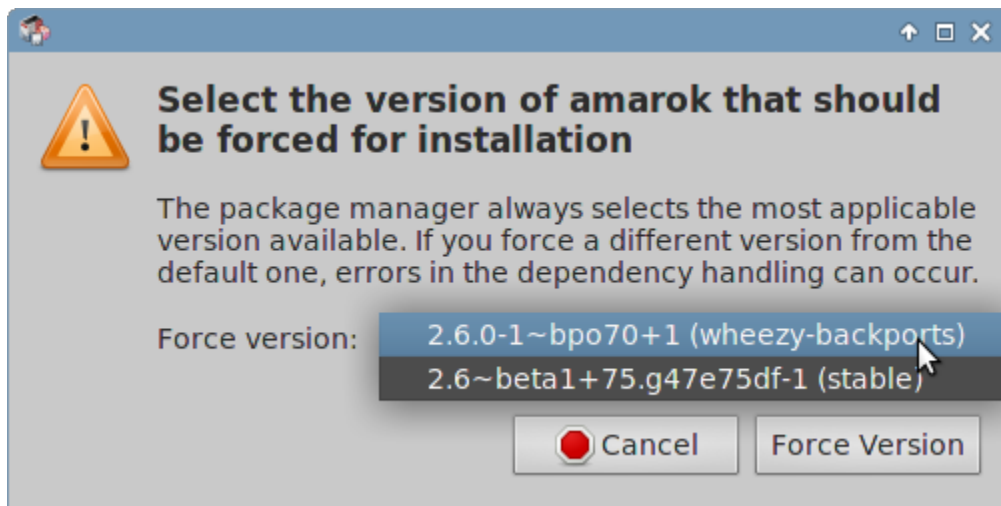 Select the version of amarok that should
be forced for installation
The package manager always selects the most applicable
version available. If you force a different version from the
default one, errors in the dependency handling can occur.
Force version:
2.6.0-1~bpo70+1 (wheezy-backports)
2.6~beta1+75.g47e75df-1 (stable)
Cancel
Force Version